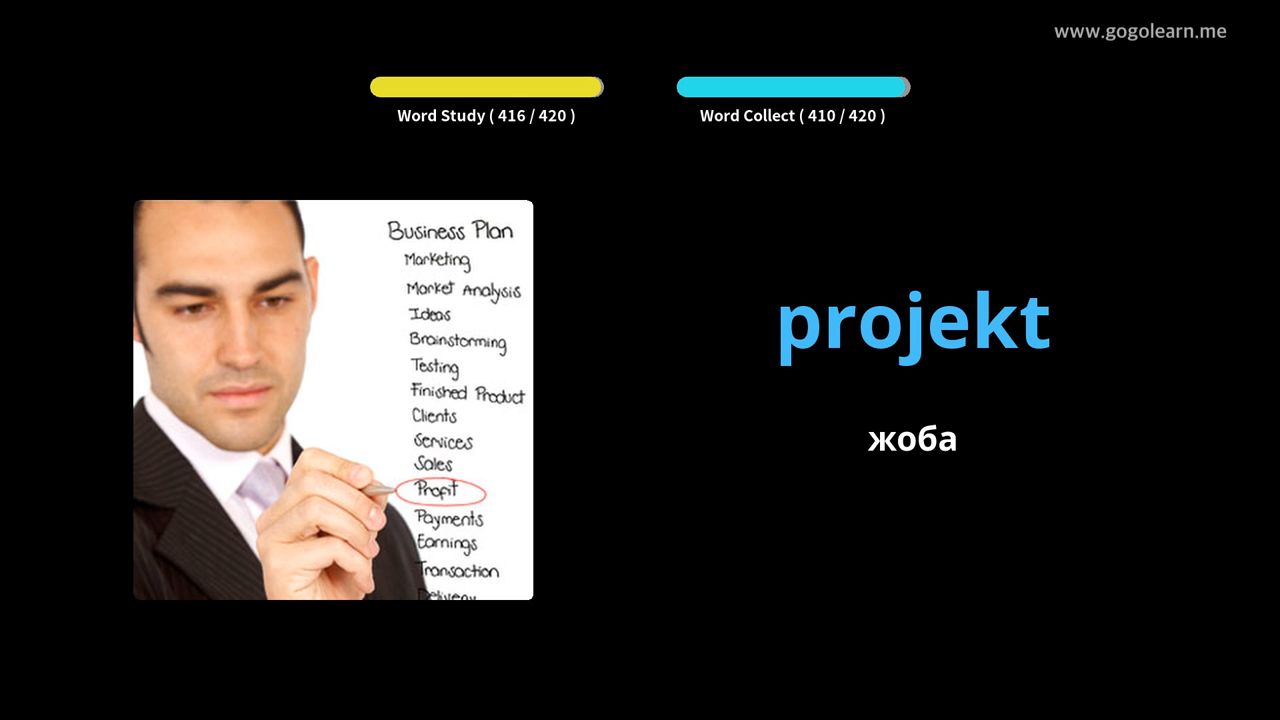 www.gogolearn.me
Word Study ( 416 / 420 )
Word Collect ( 410 / 420 )
Business Plan
Marketing
Market Analysis
Ideas
Brainstorming
Testing
Finished Product
Clients
Services
Sales
Profit
Payments
Earnings
Transaction
Delivery
projekt
жоба